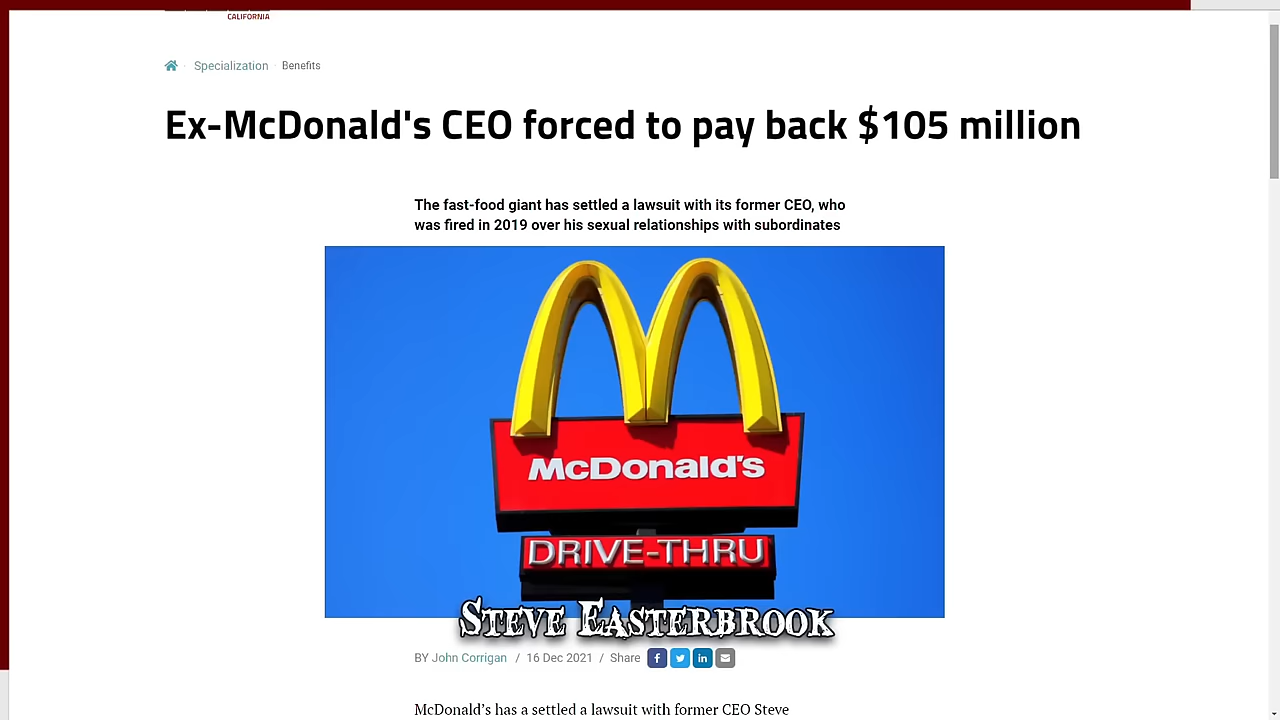 CALIFORNIA
Specialization · Benefits
Ex-McDonald's CEO forced to pay back $105 million
The fast-food giant has settled a lawsuit with its former CEO, who
was fired in 2019 over his sexual relationships with subordinates
McDonald's
DRIVE-THRU
STEVE EASTERBROOK
BY John Corrigan / 16 Dec 2021 / Share
McDonald’s has a settled a lawsuit with former CEO Steve